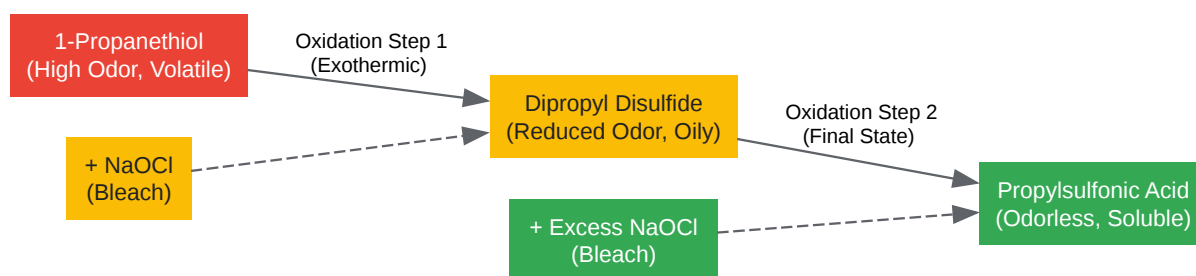 1-Propanethiol
(High Odor, Volatile)
Oxidation Step 1
(Exothermic)
+ NaOCl
(Bleach)
Dipropyl Disulfide
(Reduced Odor, Oily)
Oxidation Step 2
(Final State)
+ Excess NaOCl
(Bleach)
Propylsulfonic Acid
(Odorless, Soluble)